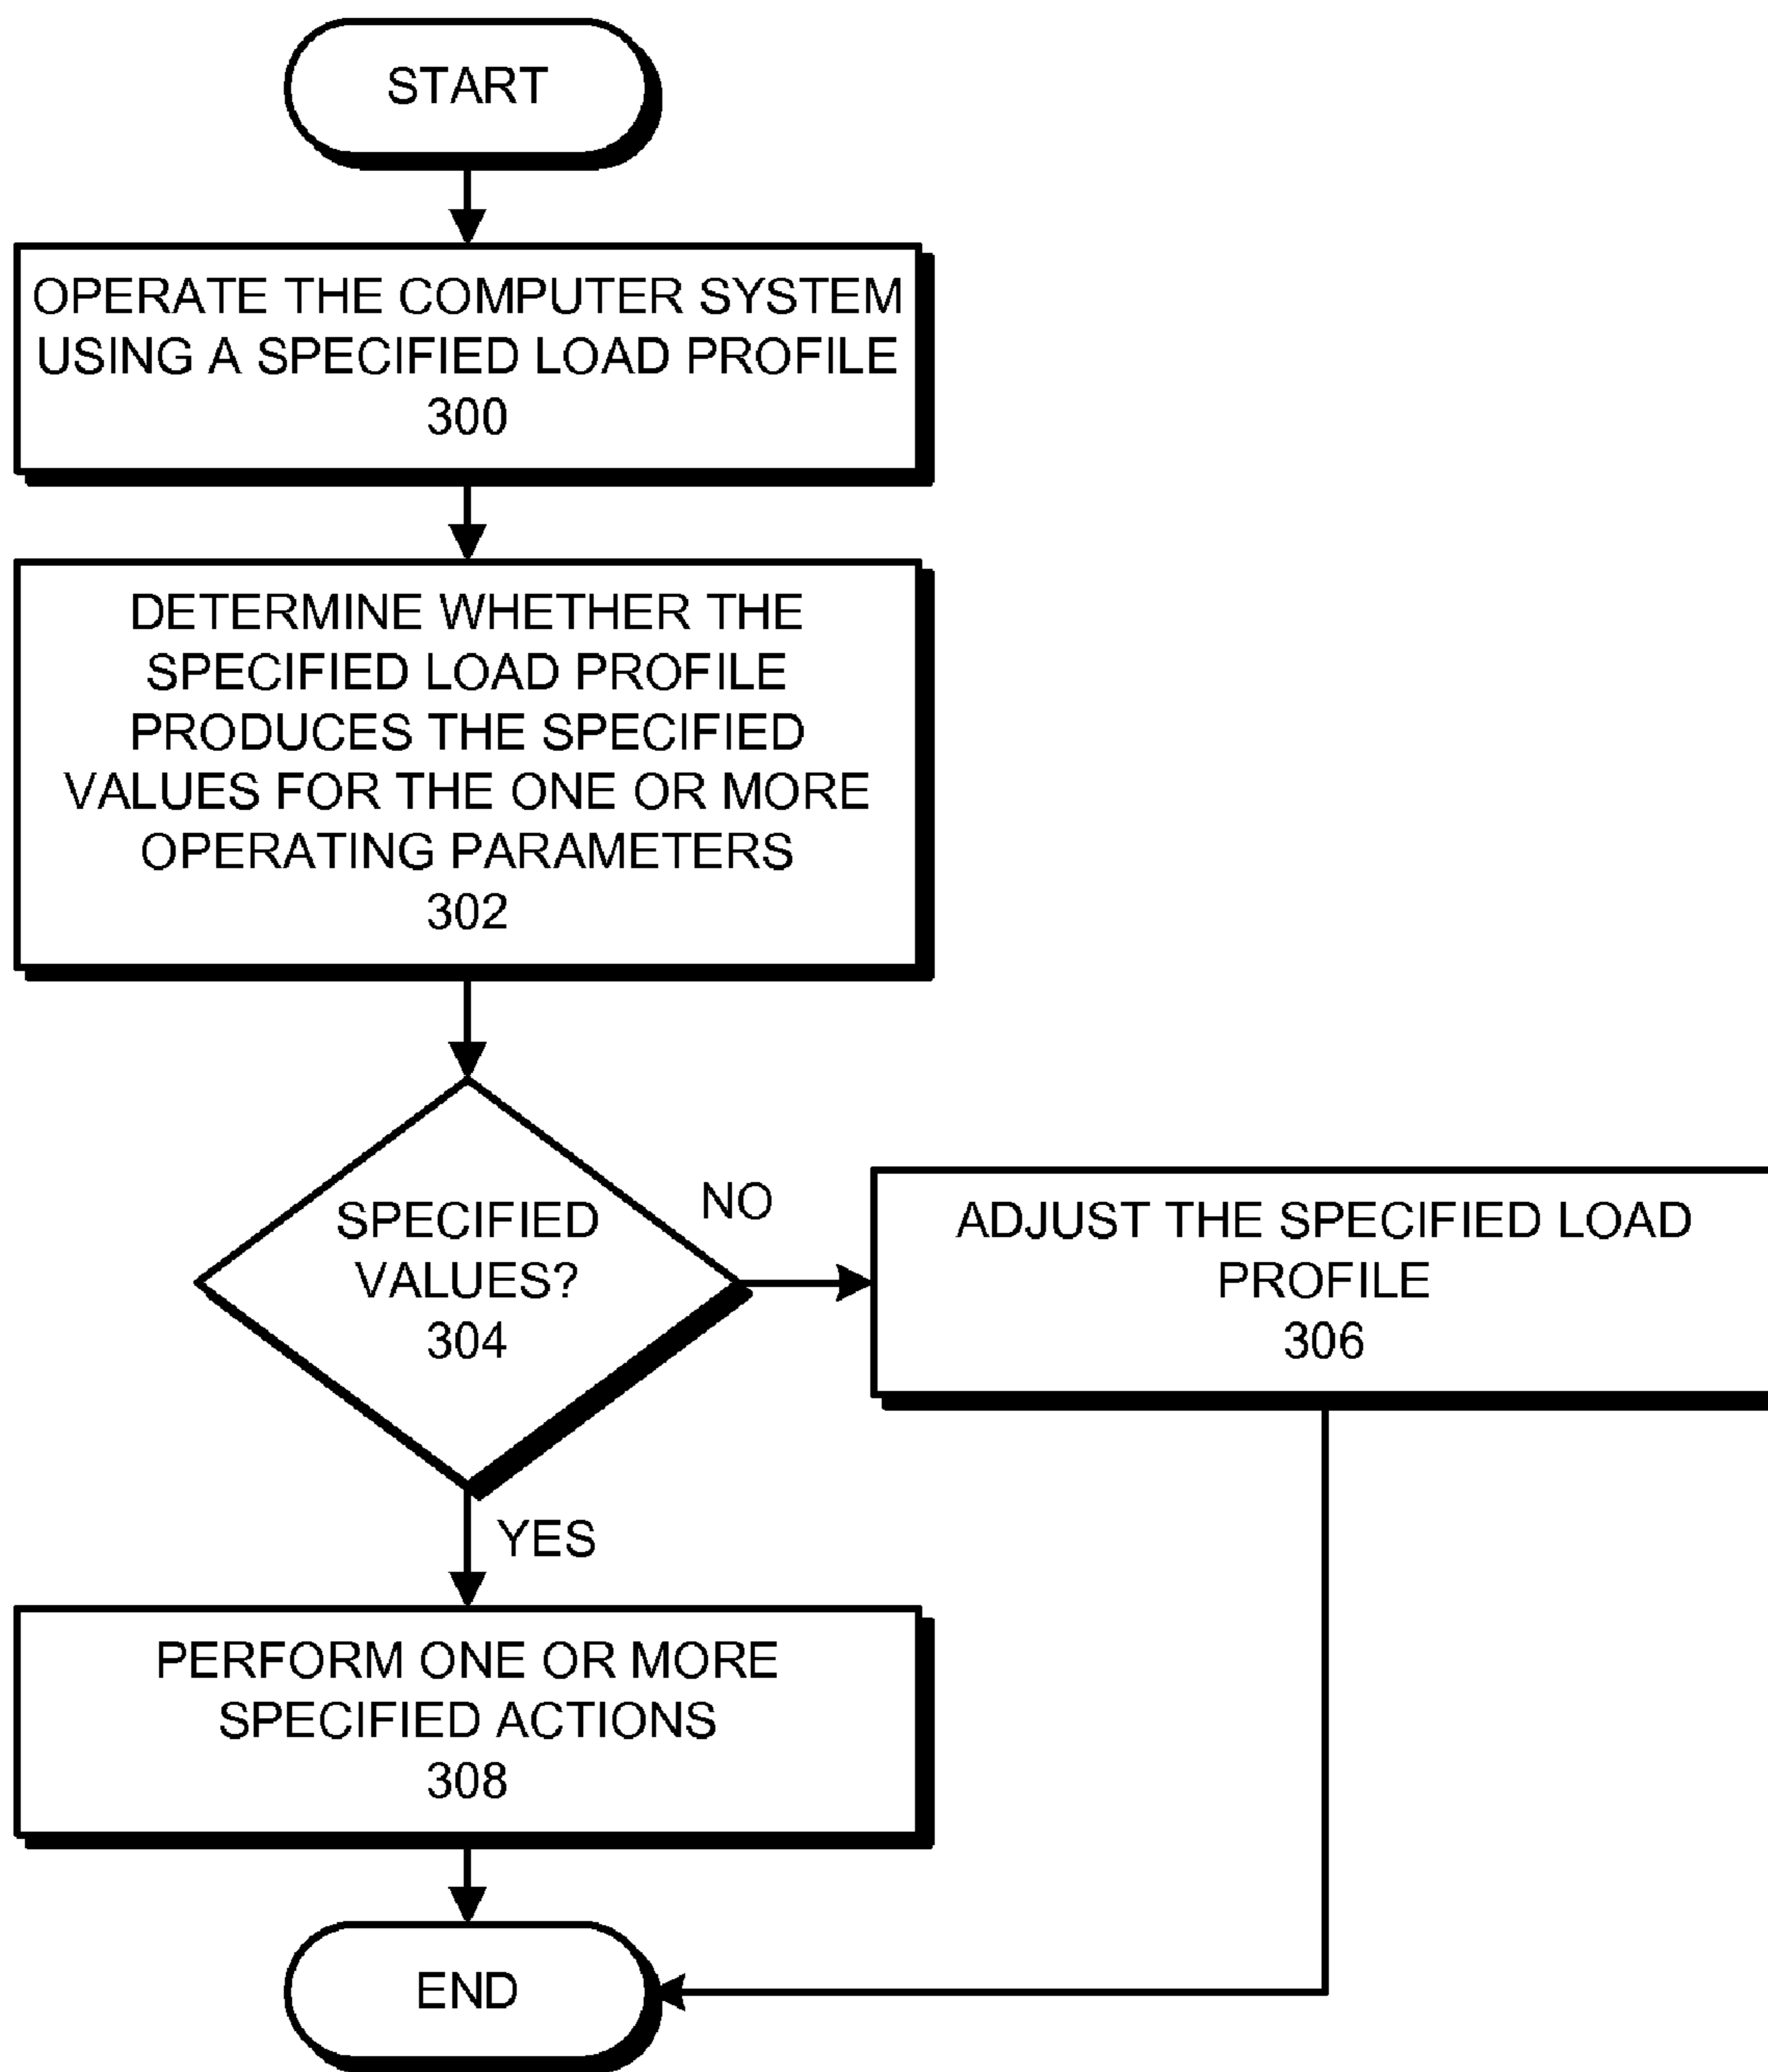 START
OPERATE THE COMPUTER SYSTEM
USING A SPECIFIED LOAD PROFILE
300
DETERMINE WHETHER THE
SPECIFIED LOAD PROFILE
PRODUCES THE SPECIFIED
VALUES FOR THE ONE OR MORE
OPERATING PARAMETERS
302
SPECIFIED
VALUES?
304
NO
ADJUST THE SPECIFIED LOAD
PROFILE
306
YES
PERFORM ONE OR MORE
SPECIFIED ACTIONS
308
END